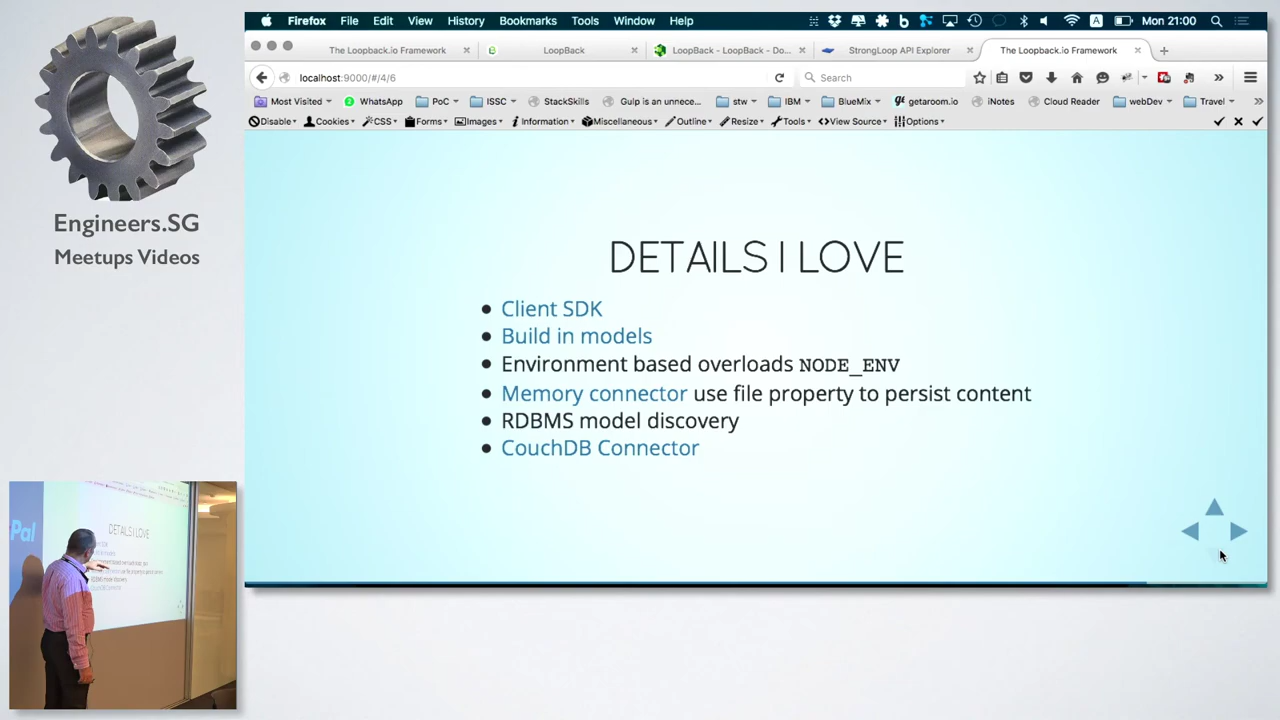 Firefox File Edit View History Bookmarks Tools Window Help
Mon 21:00
The Loopback.io Framework
LoopBack
LoopBack - LoopBack - Do...
StrongLoop API Explorer
The Loopback.io Framework
localhost:9000/#/4/6
Search
Most Visited
WhatsApp
PoC
ISSC
StackSkills
Gulp is an unnece...
stw
IBM
BlueMix
getaroom.io
iNotes
Cloud Reader
webDev
Travel
Disable
Cookies
CSS
Forms
Images
Information
Miscellaneous
Outline
Resize
Tools
View Source
Options
Engineers.SG
Meetups Videos
DETAILS I LOVE
Client SDK
Build in models
Environment based overloads NODE_ENV
Memory connector use file property to persist content
RDBMS model discovery
CouchDB Connector
Pal
DETAILS I LOVE